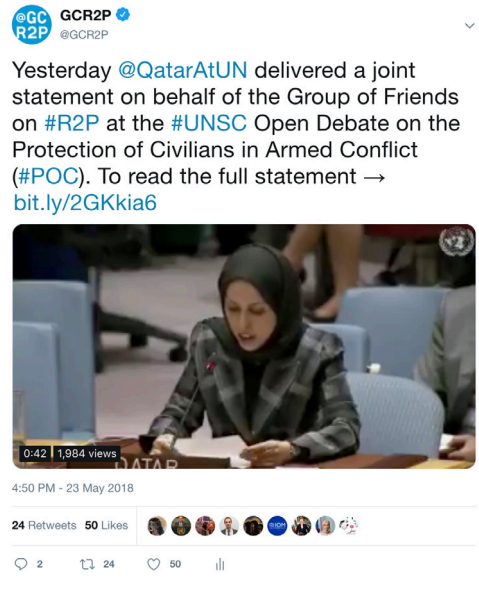 @GC
R2P
GCR2P
@GCR2P
Yesterday @QatarAtUN delivered a joint
statement on behalf of the Group of Friends
on #R2P at the #UNSC Open Debate on the
Protection of Civilians in Armed Conflict
(#POC). To read the full statement →
bit.ly/2GKkia6
0:42 1,984 views
QATAR
4:50 PM - 23 May 2018
24 Retweets 50 Likes
IOM
2 24 50